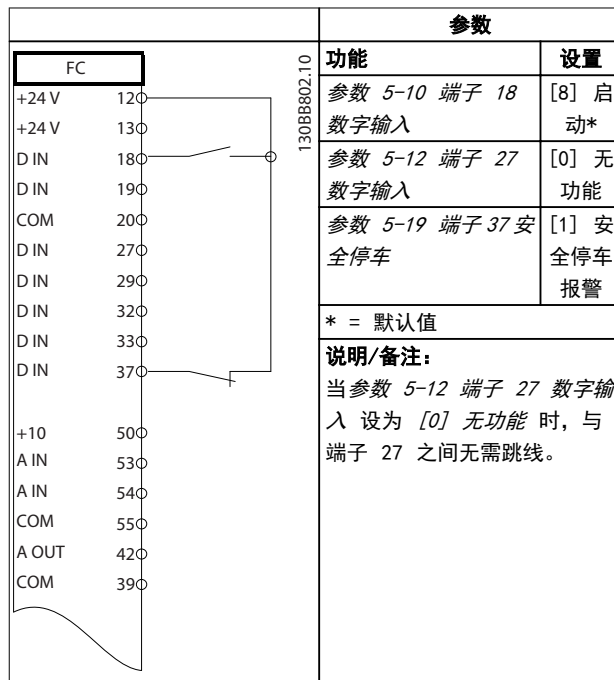 FC
+24 V 12
+24 V 13
D IN 18
D IN 19
COM 20
D IN 27
D IN 29
D IN 32
D IN 33
D IN 37
+10 50
A IN 53
A IN 54
COM 55
A OUT 42
COM 39
130BB802.10
参数
功能 设置
参数 5-10 端子 18 [8] 启
数字输入 动*
参数 5-12 端子 27 [0] 无
数字输入 功能
参数 5-19 端子 37 安 [1] 安
全停车 全停车
报警
* = 默认值
说明/备注:
当参数 5-12 端子 27 数字输
入 设为 [0] 无功能 时, 与
端子 27 之间无需跳线。